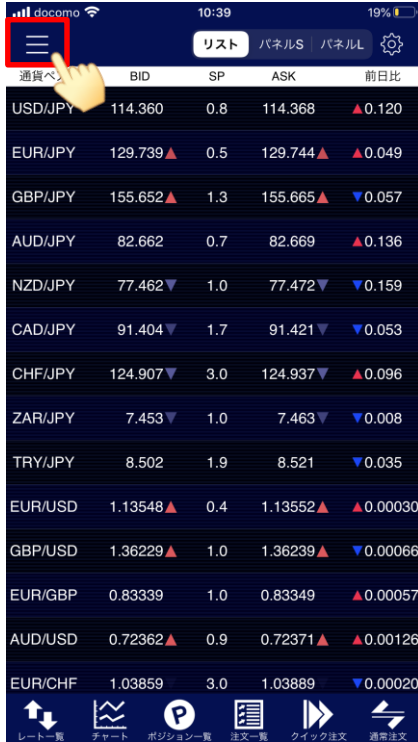 docomo 10:39 19%
リスト パネルS パネルL
通貨ペ BID SP ASK 前日比
USD/JPY 114.360 0.8 114.368 ▲0.120
EUR/JPY 129.739▲ 0.5 129.744▲ ▲0.049
GBP/JPY 155.652▲ 1.3 155.665▲ ▼0.057
AUD/JPY 82.662 0.7 82.669 ▲0.136
NZD/JPY 77.462▼ 1.0 77.472▼ ▼0.159
CAD/JPY 91.404▼ 1.7 91.421▼ ▼0.053
CHF/JPY 124.907▼ 3.0 124.937▼ ▲0.096
ZAR/JPY 7.453▼ 1.0 7.463▼ ▼0.008
TRY/JPY 8.502 1.9 8.521 ▼0.035
EUR/USD 1.13548▲ 0.4 1.13552▲ ▲0.00030
GBP/USD 1.36229▲ 1.0 1.36239▲ ▼0.00066
EUR/GBP 0.83339 1.0 0.83349 ▲0.00057
AUD/USD 0.72362▲ 0.9 0.72371▲ ▲0.00126
EUR/CHF 1.03859 3.0 1.03889 ▼0.00020
P
レート一覧 チャート ポジション一覧 注文一覧 クイック注文 通常注文